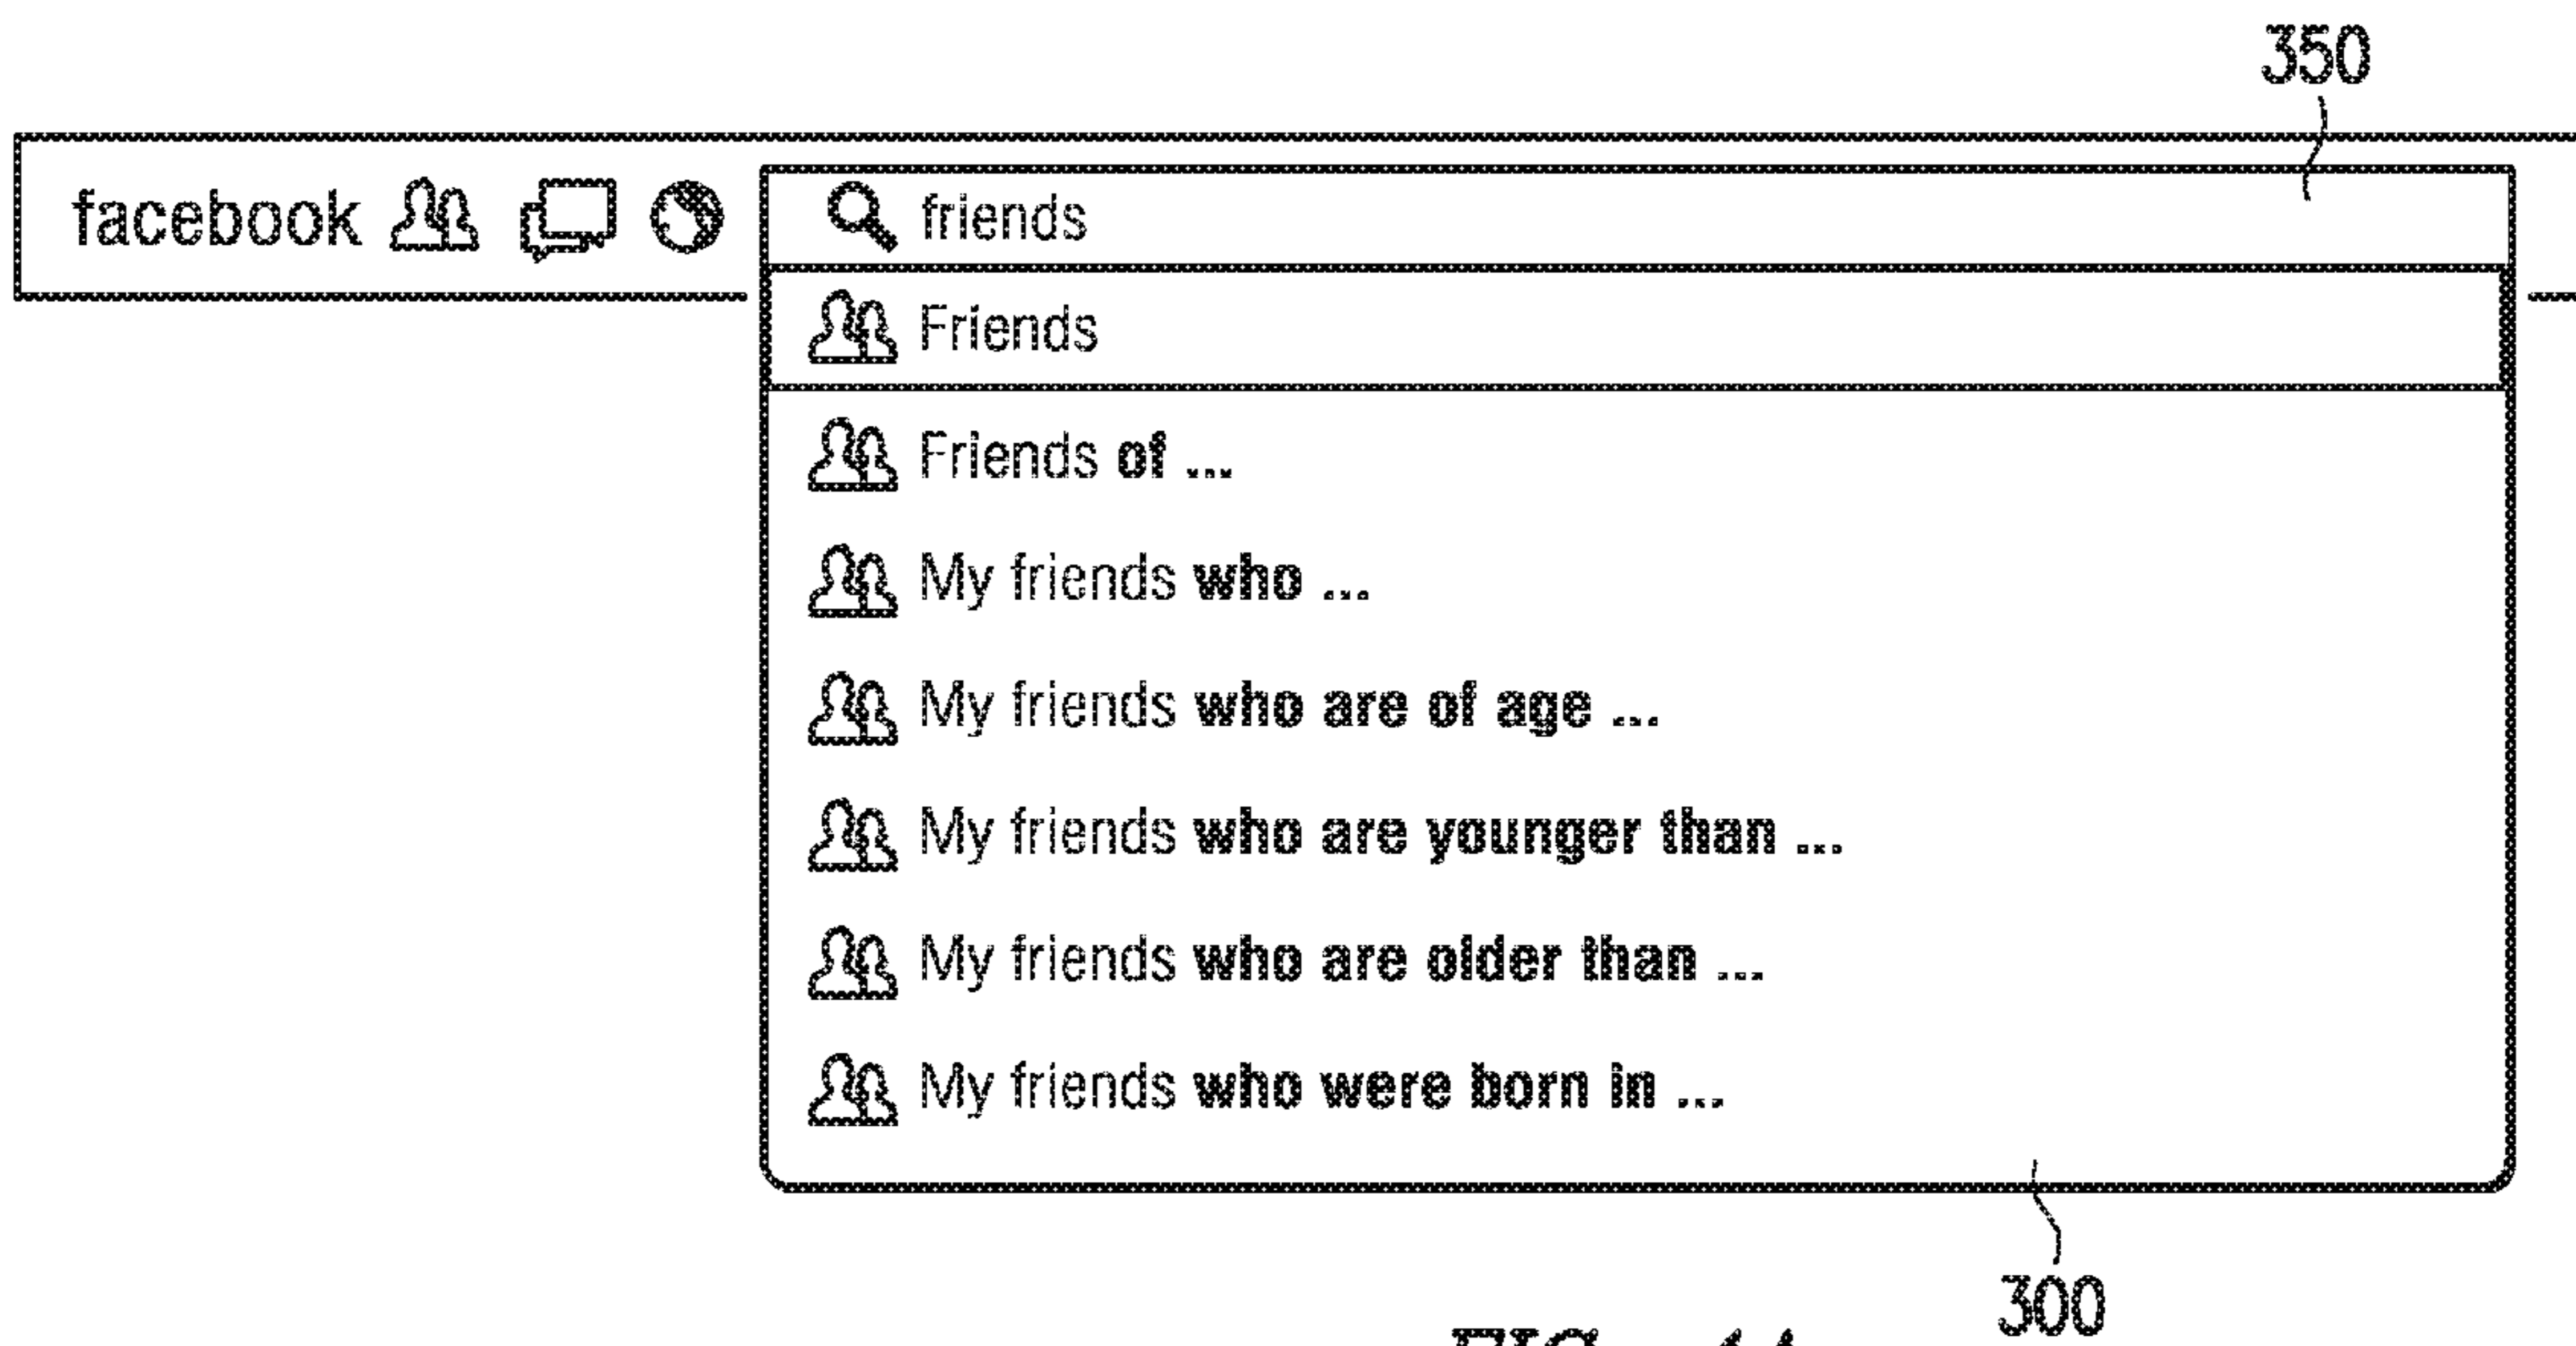 350
facebook friends
Friends
Friends of ...
My friends who ...
My friends who are of age ...
My friends who are younger than ...
My friends who are older than ...
My friends who were born in ...
300